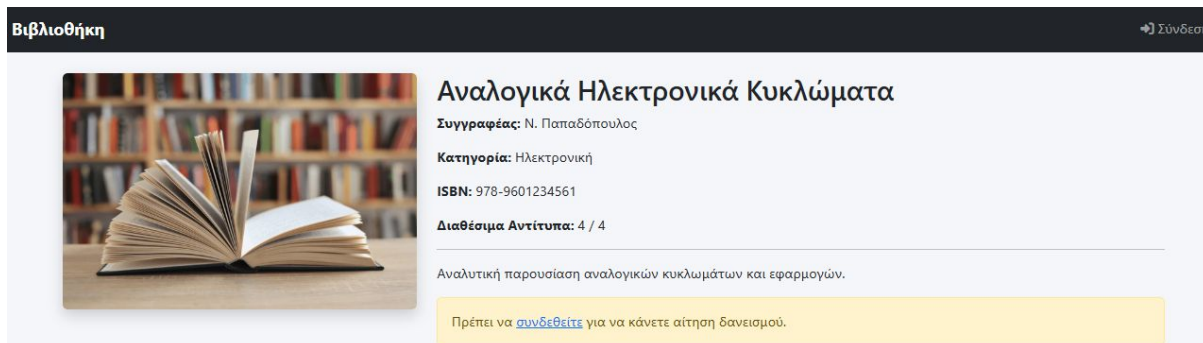 Βιβλιοθήκη
Αναλογικά Ηλεκτρονικά Κυκλώματα
Συγγραφέας: Ν. Παπαδόπουλος
Κατηγορία: Ηλεκτρονική
ISBN: 978-9601234561
Διαθέσιμα Αντίτυπα: 4 / 4
Αναλυτική παρουσίαση αναλογικών κυκλωμάτων και εφαρμογών.
Πρέπει να συνδεθείτε για να κάνετε αίτηση δανεισμού.